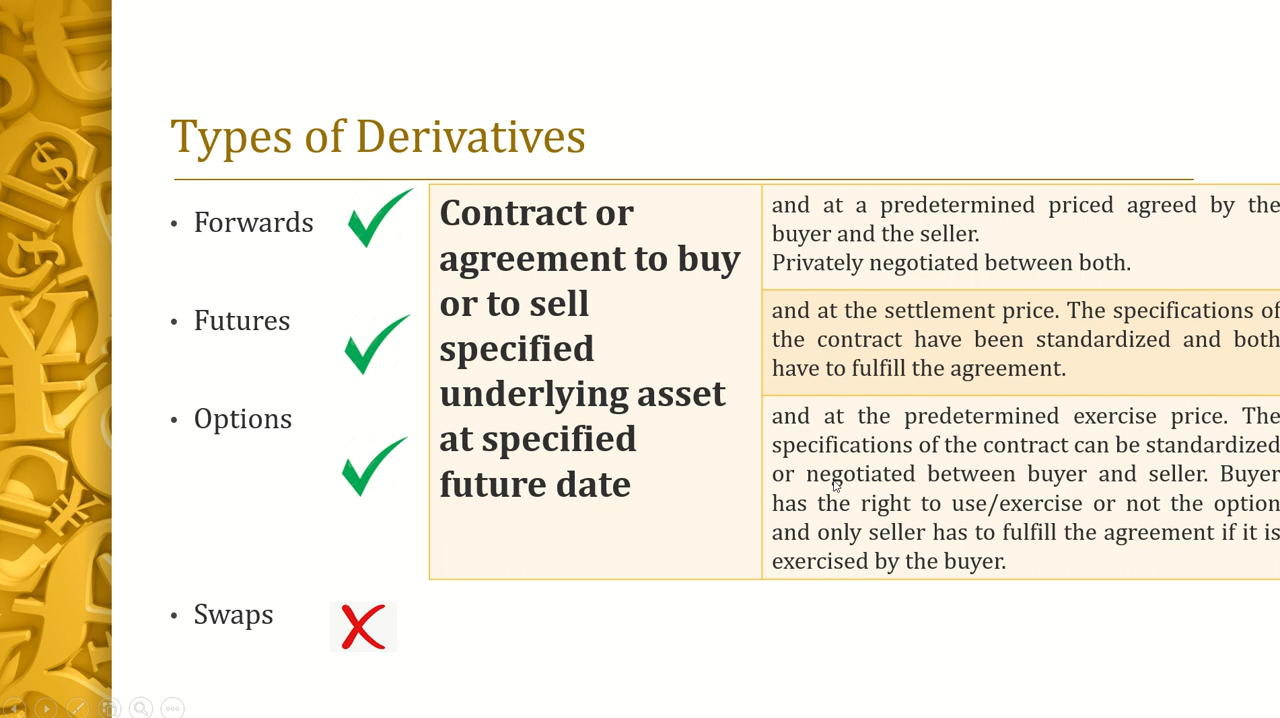 Types of Derivatives
• Forwards
• Futures
• Options
• Swaps
Contract or
agreement to buy
or to sell
specified
underlying asset
at specified
future date
and at a predetermined priced agreed by the
buyer and the seller.
Privately negotiated between both.
and at the settlement price. The specifications of
the contract have been standardized and both
have to fulfill the agreement.
and at the predetermined exercise price. The
specifications of the contract can be standardized
or negotiated between buyer and seller. Buyer
has the right to use/exercise or not the option
and only seller has to fulfill the agreement if it is
exercised by the buyer.